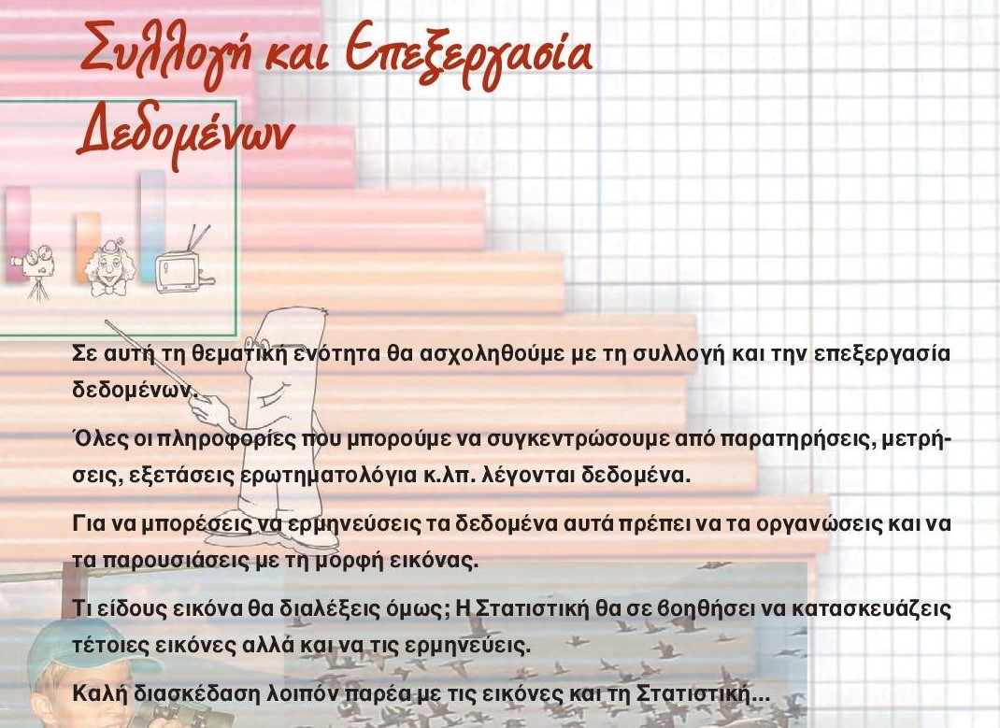 Συλλογή και Επεξεργασία
Δεδομένων
Σε αυτή τη θεματική ενότητα θα ασχοληθούμε με τη συλλογή και την επεξεργασία
δεδομένων.
Όλες οι πληροφορίες που μπορούμε να συγκεντρώσουμε από παρατηρήσεις, μετρή-
σεις, εξετάσεις ερωτηματολόγια κ.λπ. λέγονται δεδομένα.
Για να μπορέσεις να ερμηνεύσεις τα δεδομένα αυτά πρέπει να τα οργανώσεις και να
τα παρουσιάσεις με τη μορφή εικόνας.
Τι είδους εικόνα θα διαλέξεις όμως; Η Στατιστική θα σε βοηθήσει να κατασκευάζεις
τέτοιες εικόνες αλλά και να τις ερμηνεύεις.
Καλή διασκέδαση λοιπόν παρέα με τις εικόνες και τη Στατιστική...